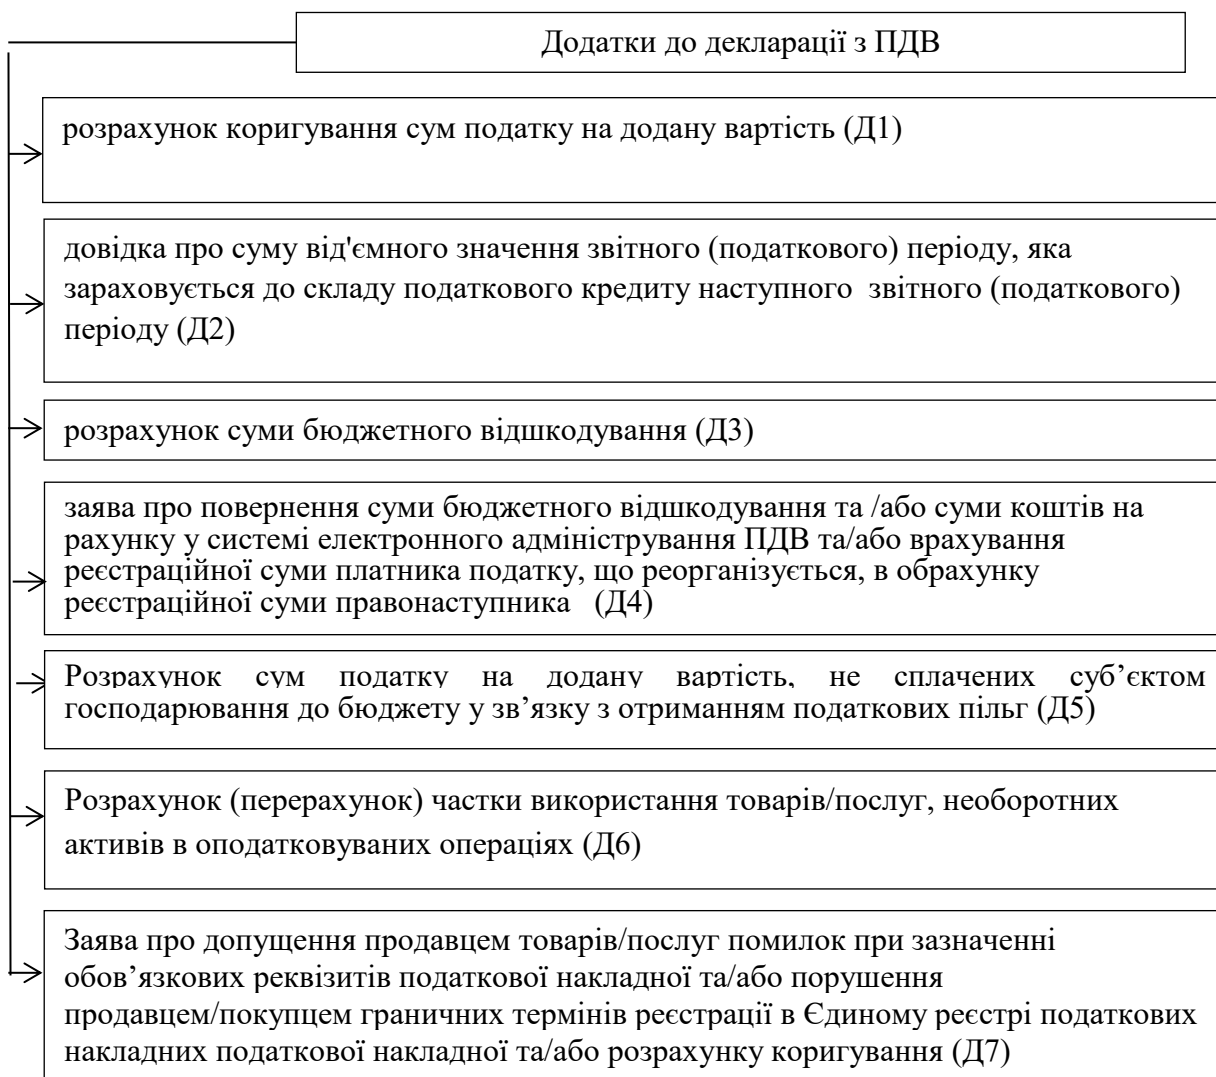 Додатки до декларації з ПДВ
розрахунок коригування сум податку на додану вартість (Д1)
довідка про суму від'ємного значення звітного (податкового) періоду, яка
зараховується до складу податкового кредиту наступного звітного (податкового)
періоду (Д2)
розрахунок суми бюджетного відшкодування (Д3)
заява про повернення суми бюджетного відшкодування та /або суми коштів на
рахунку у системі електронного адміністрування ПДВ та/або врахування
реєстраційної суми платника податку, що реорганізується, в обрахунку
реєстраційної суми правонаступника (Д4)
Розрахунок сум податку на додану вартість, не сплачених суб’єктом
господарювання до бюджету у зв’язку з отриманням податкових пільг (Д5)
Розрахунок (перерахунок) частки використання товарів/послуг, необоротних
активів в оподатковуваних операціях (Д6)
Заява про допущення продавцем товарів/послуг помилок при зазначенні
обов’язкових реквізитів податкової накладної та/або порушення
продавцем/покупцем граничних термінів реєстрації в Єдиному реєстрі податкових
накладних податкової накладної та/або розрахунку коригування (Д7)